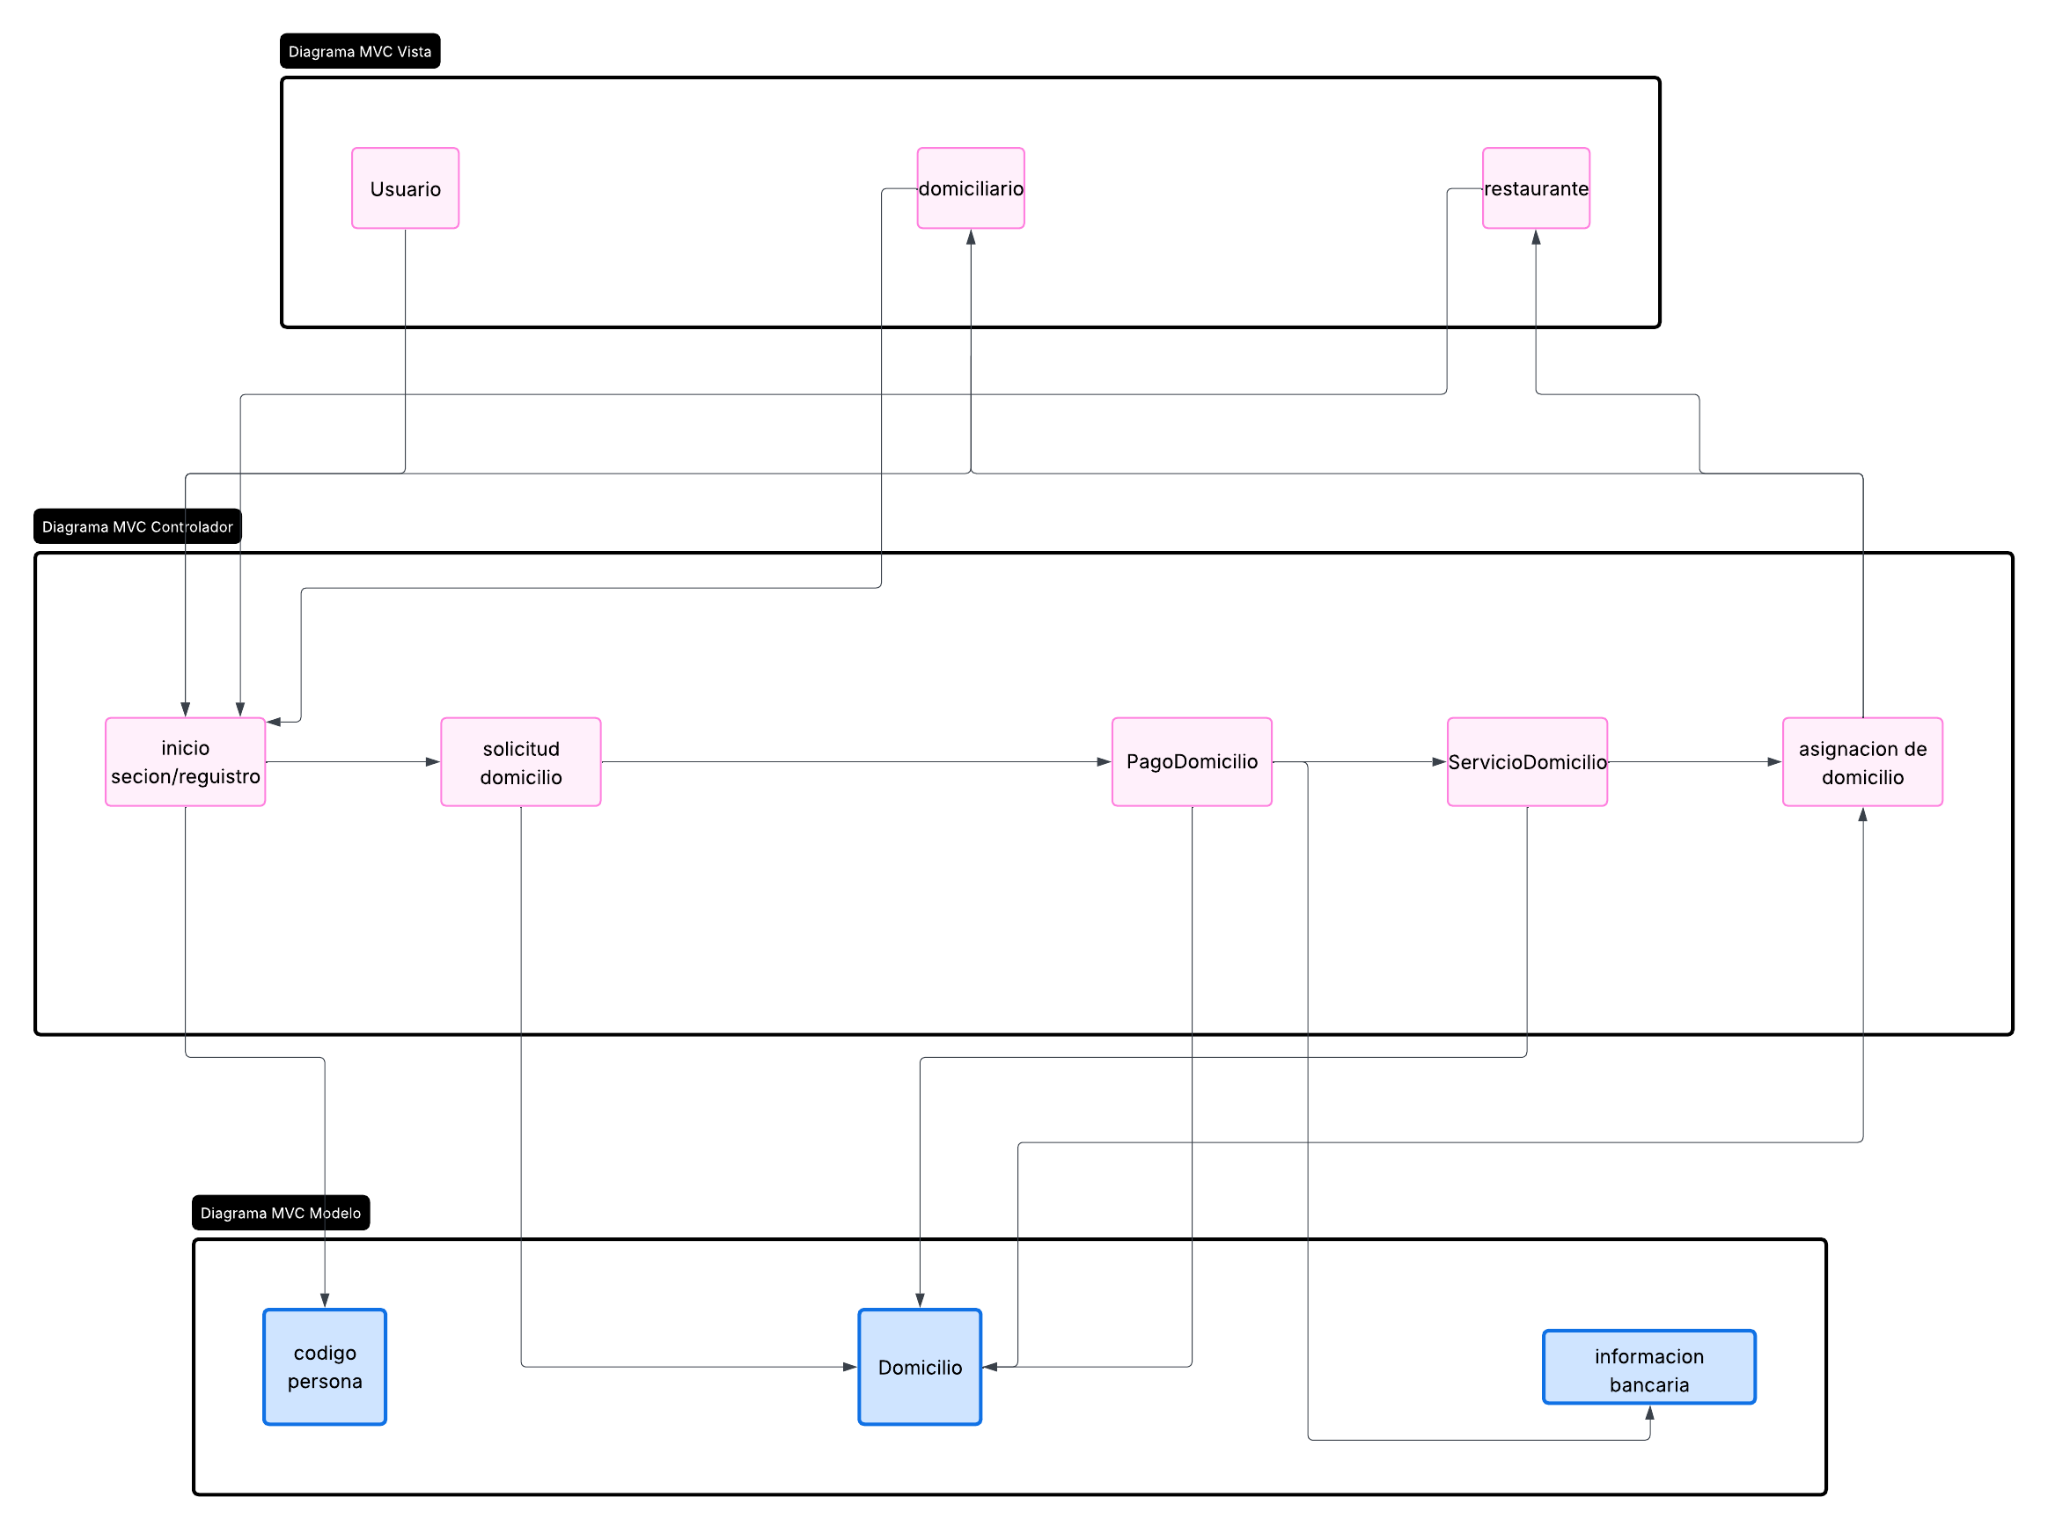 Diagrama MVC Vista
Usuario
domiciliario
restaurante
Diagrama MVC Controlador
inicio
secion/reguistro
solicitud
domicilio
PagoDomicilio
ServicioDomicilio
asignacion de
domicilio
Diagrama MVC Modelo
codigo
persona
Domicilio
informacion
bancaria